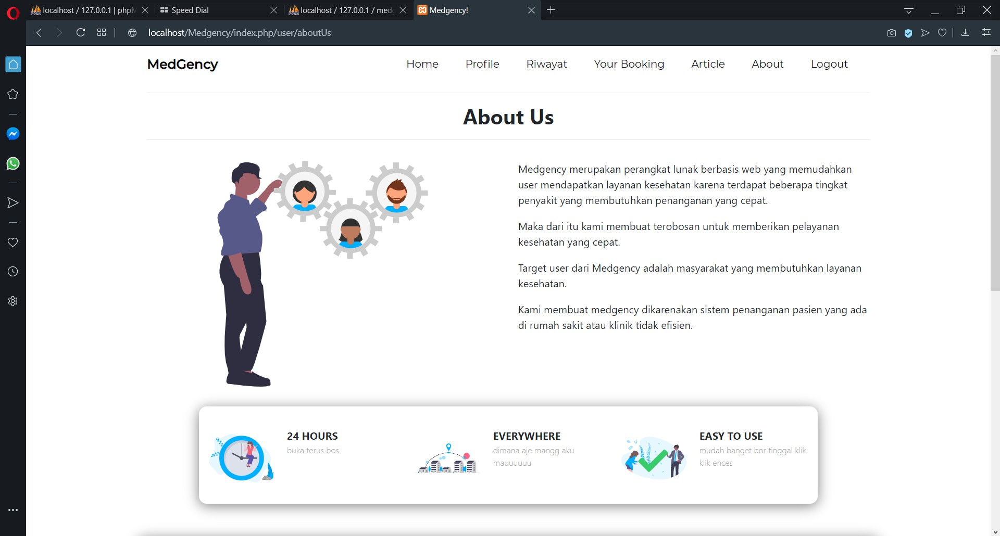 localhost / 127.0.0.1 | phpM
Speed Dial
localhost / 127.0.0.1 / med
Medgency!
localhost/Medgency/index.php/user/aboutUs
MedGency
Home
Profile
Riwayat
Your Booking
Article
About
Logout
About Us
Medgency merupakan perangkat lunak berbasis web yang memudahkan
user mendapatkan layanan kesehatan karena terdapat beberapa tingkat
penyakit yang membutuhkan penanganan yang cepat.
Maka dari itu kami membuat terobosan untuk memberikan pelayanan
kesehatan yang cepat.
Target user dari Medgency adalah masyarakat yang membutuhkan layanan
kesehatan.
Kami membuat medgency dikarenakan sistem penanganan pasien yang ada
di rumah sakit atau klinik tidak efisien.
24 HOURS
buka terus bos
EVERYWHERE
dimana aje mangg aku
mauuuuuu
EASY TO USE
mudah banget bor tinggal klik
klik ences